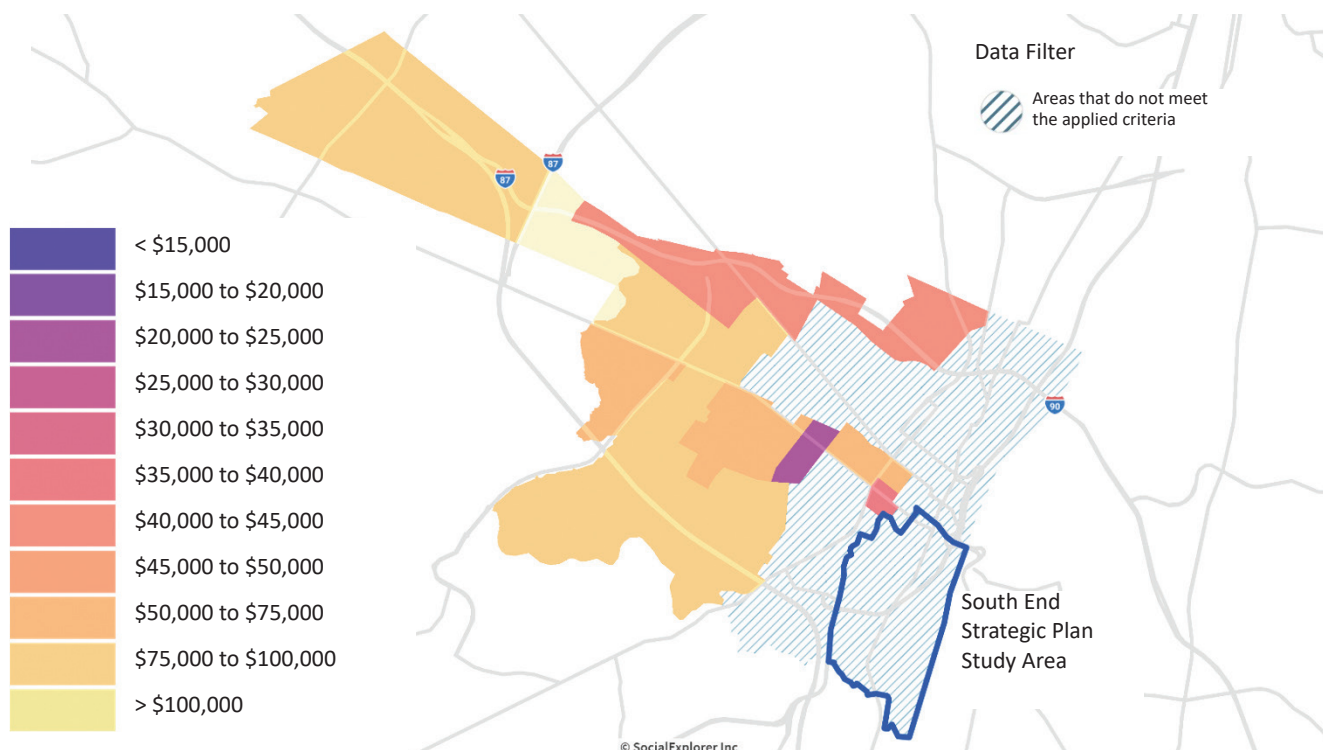 Data Filter
Areas that do not meet
the applied criteria
87
87
90
< $15,000
$15,000 to $20,000
$20,000 to $25,000
$25,000 to $30,000
$30,000 to $35,000
$35,000 to $40,000
$40,000 to $45,000
$45,000 to $50,000
$50,000 to $75,000
$75,000 to $100,000
> $100,000
South End
Strategic Plan
Study Area
© SocialExplorer Inc